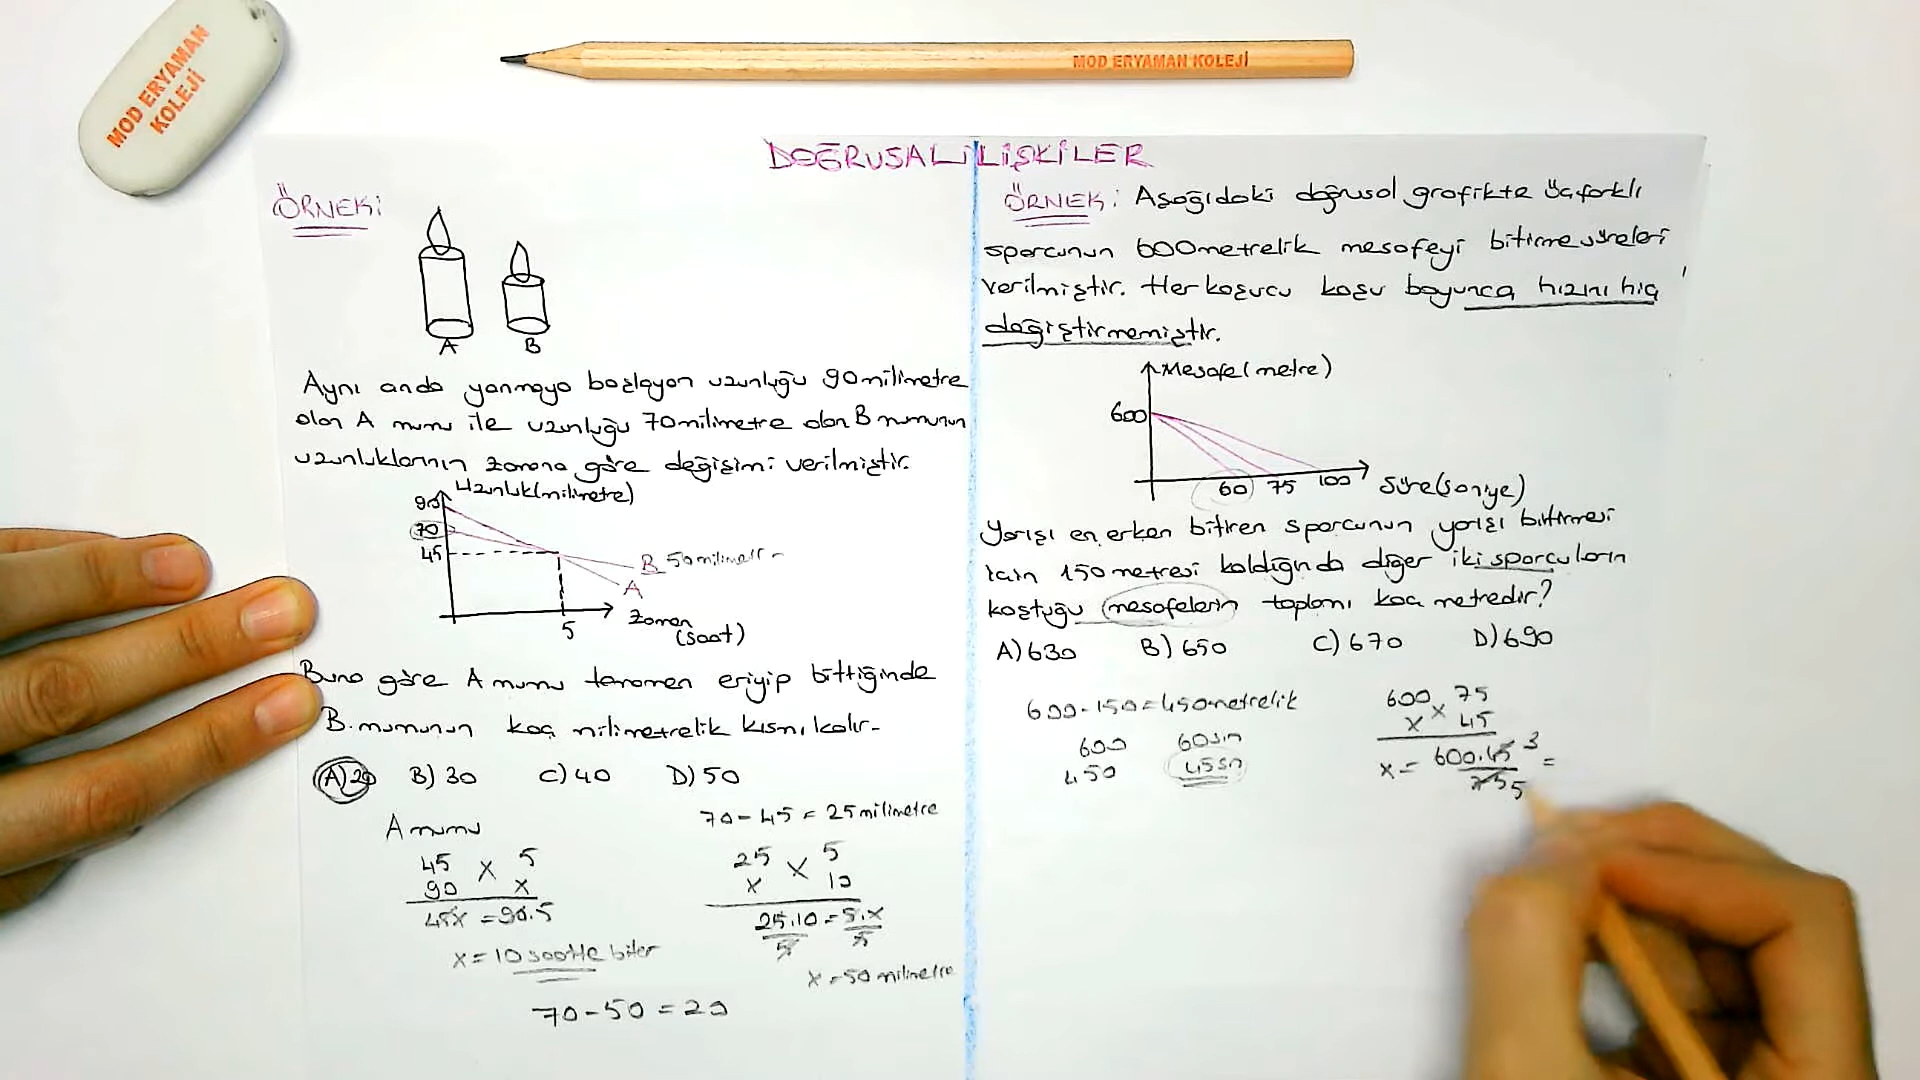 MOD ERYAMAN
KOLEJİ
MOD ERYAMAN KOLEJİ
DOĞRUSAL İLİŞKİLER
ÖRNEK:
A
B
Aynı anda yanmaya başlayan uzunluğu 90 milimetre
olan A mumu ile uzunluğu 70 milimetre olan B mumunun
uzunluklarının zamana göre değişimi verilmiştir.
Uzunluk(milimetre)
90
70
45
B 50 milimetre
A
5
Zaman
(saat)
Buna göre A mumu tamamen eriyip bittiğinde
B mumunun kaç milimetrelik kısmı kalır.
A) 20 B) 30 C) 40 D) 50
A mumu
45 x 5
90 x
45x = 90.5
x = 10 saatte biter
70-45 = 25 milimetre
25 x 5
x 10
25.10 = 5.x
5 5
x = 50 milimetre
70-50 = 20
ÖRNEK: Aşağıdaki doğrusal grafikte üç farklı
sporcunun 600 metrelik mesafeyi bitirme süreleri
verilmiştir. Her koşucu koşu boyunca hızını hiç
değiştirmemiştir.
Mesafe(metre)
600
60 75 100 Süre(saniye)
Yarışı en erken bitiren sporcunun yarışı bitirmesi
için 150 metresi kaldığında diğer iki sporcuların
koştuğu mesafelerin toplamı kaç metredir?
A) 630 B) 650 C) 670 D) 690
600-150=450 metrelik
600 60sn
450 45sn
600 x 75
x 45
x = 600.45 3 =
75 5